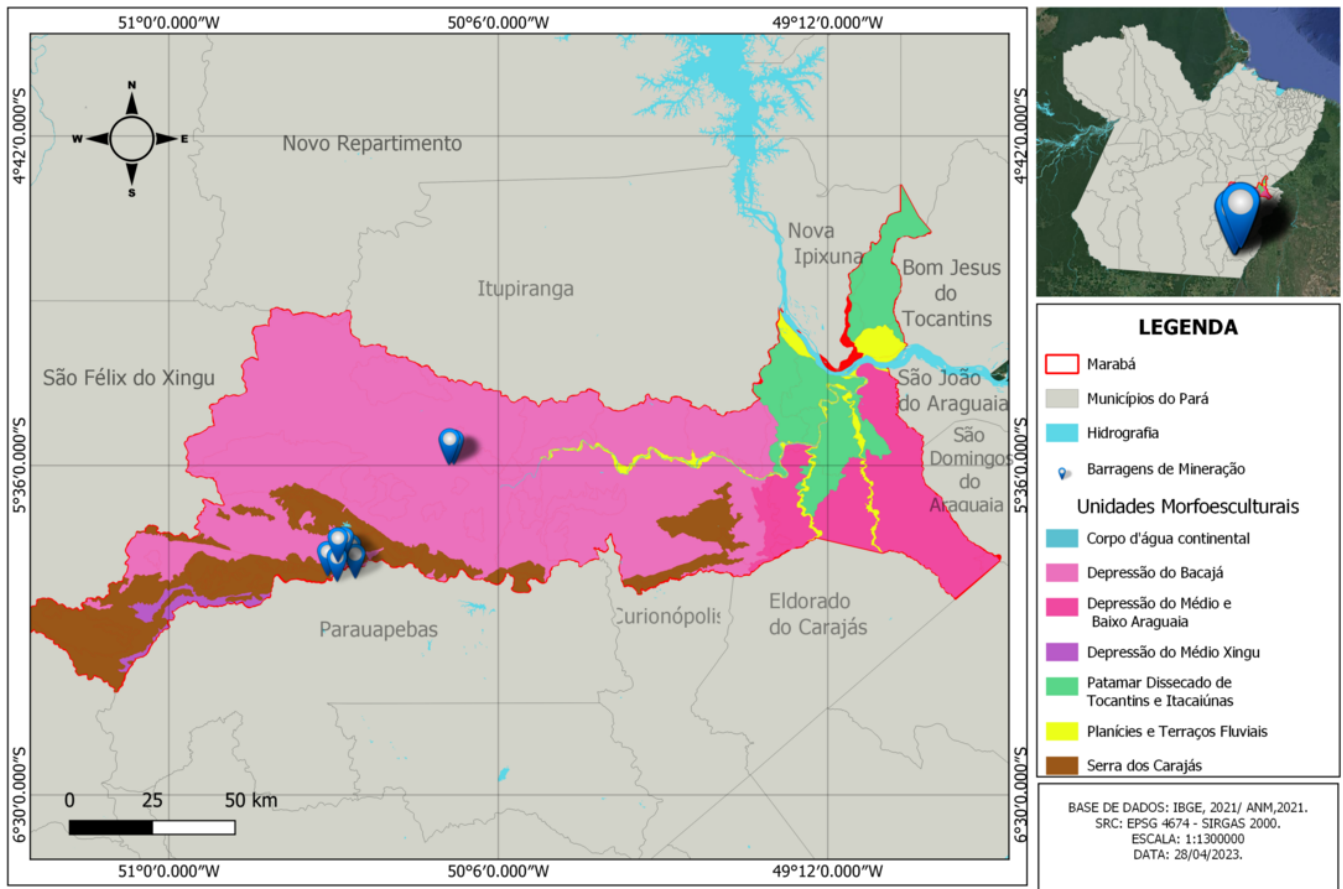 51°0'0.000"W
50°6'0.000"W
49°12'0.000"W
4°42'0.000"S
4°42'0.000"S
N
W
E
S
Novo Repartimento
Nova
Ipixuna
Bom Jesus
do
Tocantins
Itupiranga
São Félix do Xingu
São João
do Araguaia
São
Domingos
do
Araguaia
5°36'0.000"S
5°36'0.000"S
Parauapebas
Curionópolis
Eldorado
do Carajás
6°30'0.000"S
6°30'0.000"S
0 25 50 km
51°0'0.000"W
50°6'0.000"W
49°12'0.000"W
LEGENDA
Marabá
Municípios do Pará
Hidrografia
Barragens de Mineração
Unidades Morfoesculturais
Corpo d'água continental
Depressão do Bacajá
Depressão do Médio e
Baixo Araguaia
Depressão do Médio Xingu
Patamar Dissecado de
Tocantins e Itacaiúnas
Planícies e Terraços Fluviais
Serra dos Carajás
BASE DE DADOS: IBGE, 2021/ ANM,2021.
SRC: EPSG 4674 - SIRGAS 2000.
ESCALA: 1:1300000
DATA: 28/04/2023.